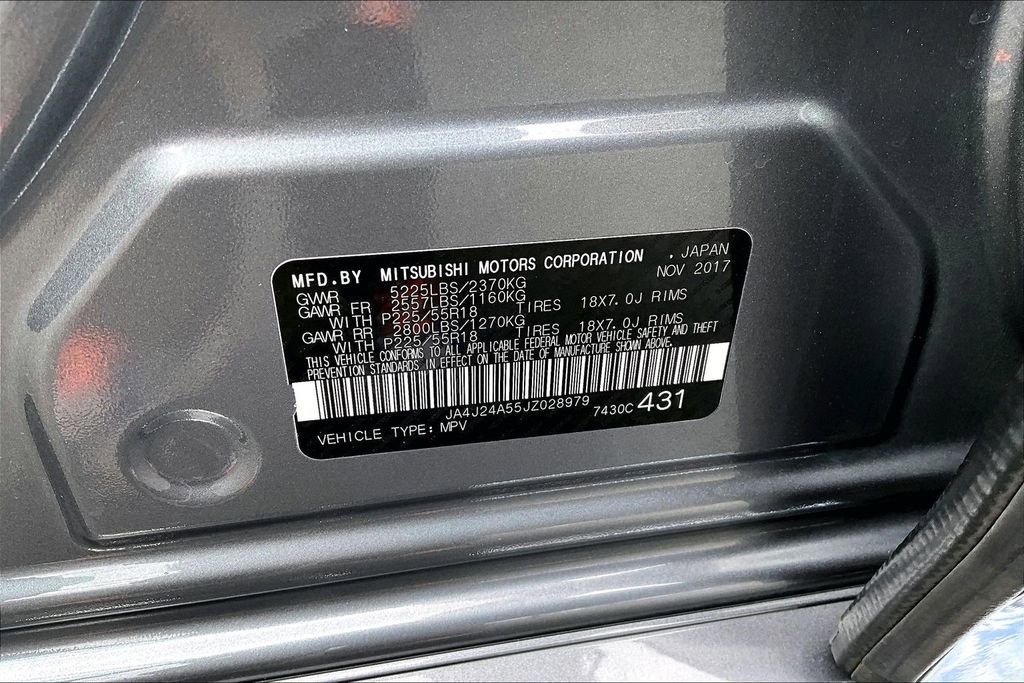 MFD.BY MITSUBISHI MOTORS CORPORATION , JAPAN
NOV 2017
GVWR 5225LBS/2370KG
GAWR FR 2557LBS/1160KG
WITH P225/55R18 TIRES 18X7.0J RIMS
GAWR RR 2800LBS/1270KG
WITH P225/55R18 TIRES 18X7.0J RIMS
THIS VEHICLE CONFORMS TO ALL APPLICABLE FEDERAL MOTOR VEHICLE SAFETY AND THEFT
PREVENTION STANDARDS IN EFFECT ON THE DATE OF MANUFACTURE SHOWN ABOVE.
JA4J24A55JZ028979 7430C 431
VEHICLE TYPE: MPV